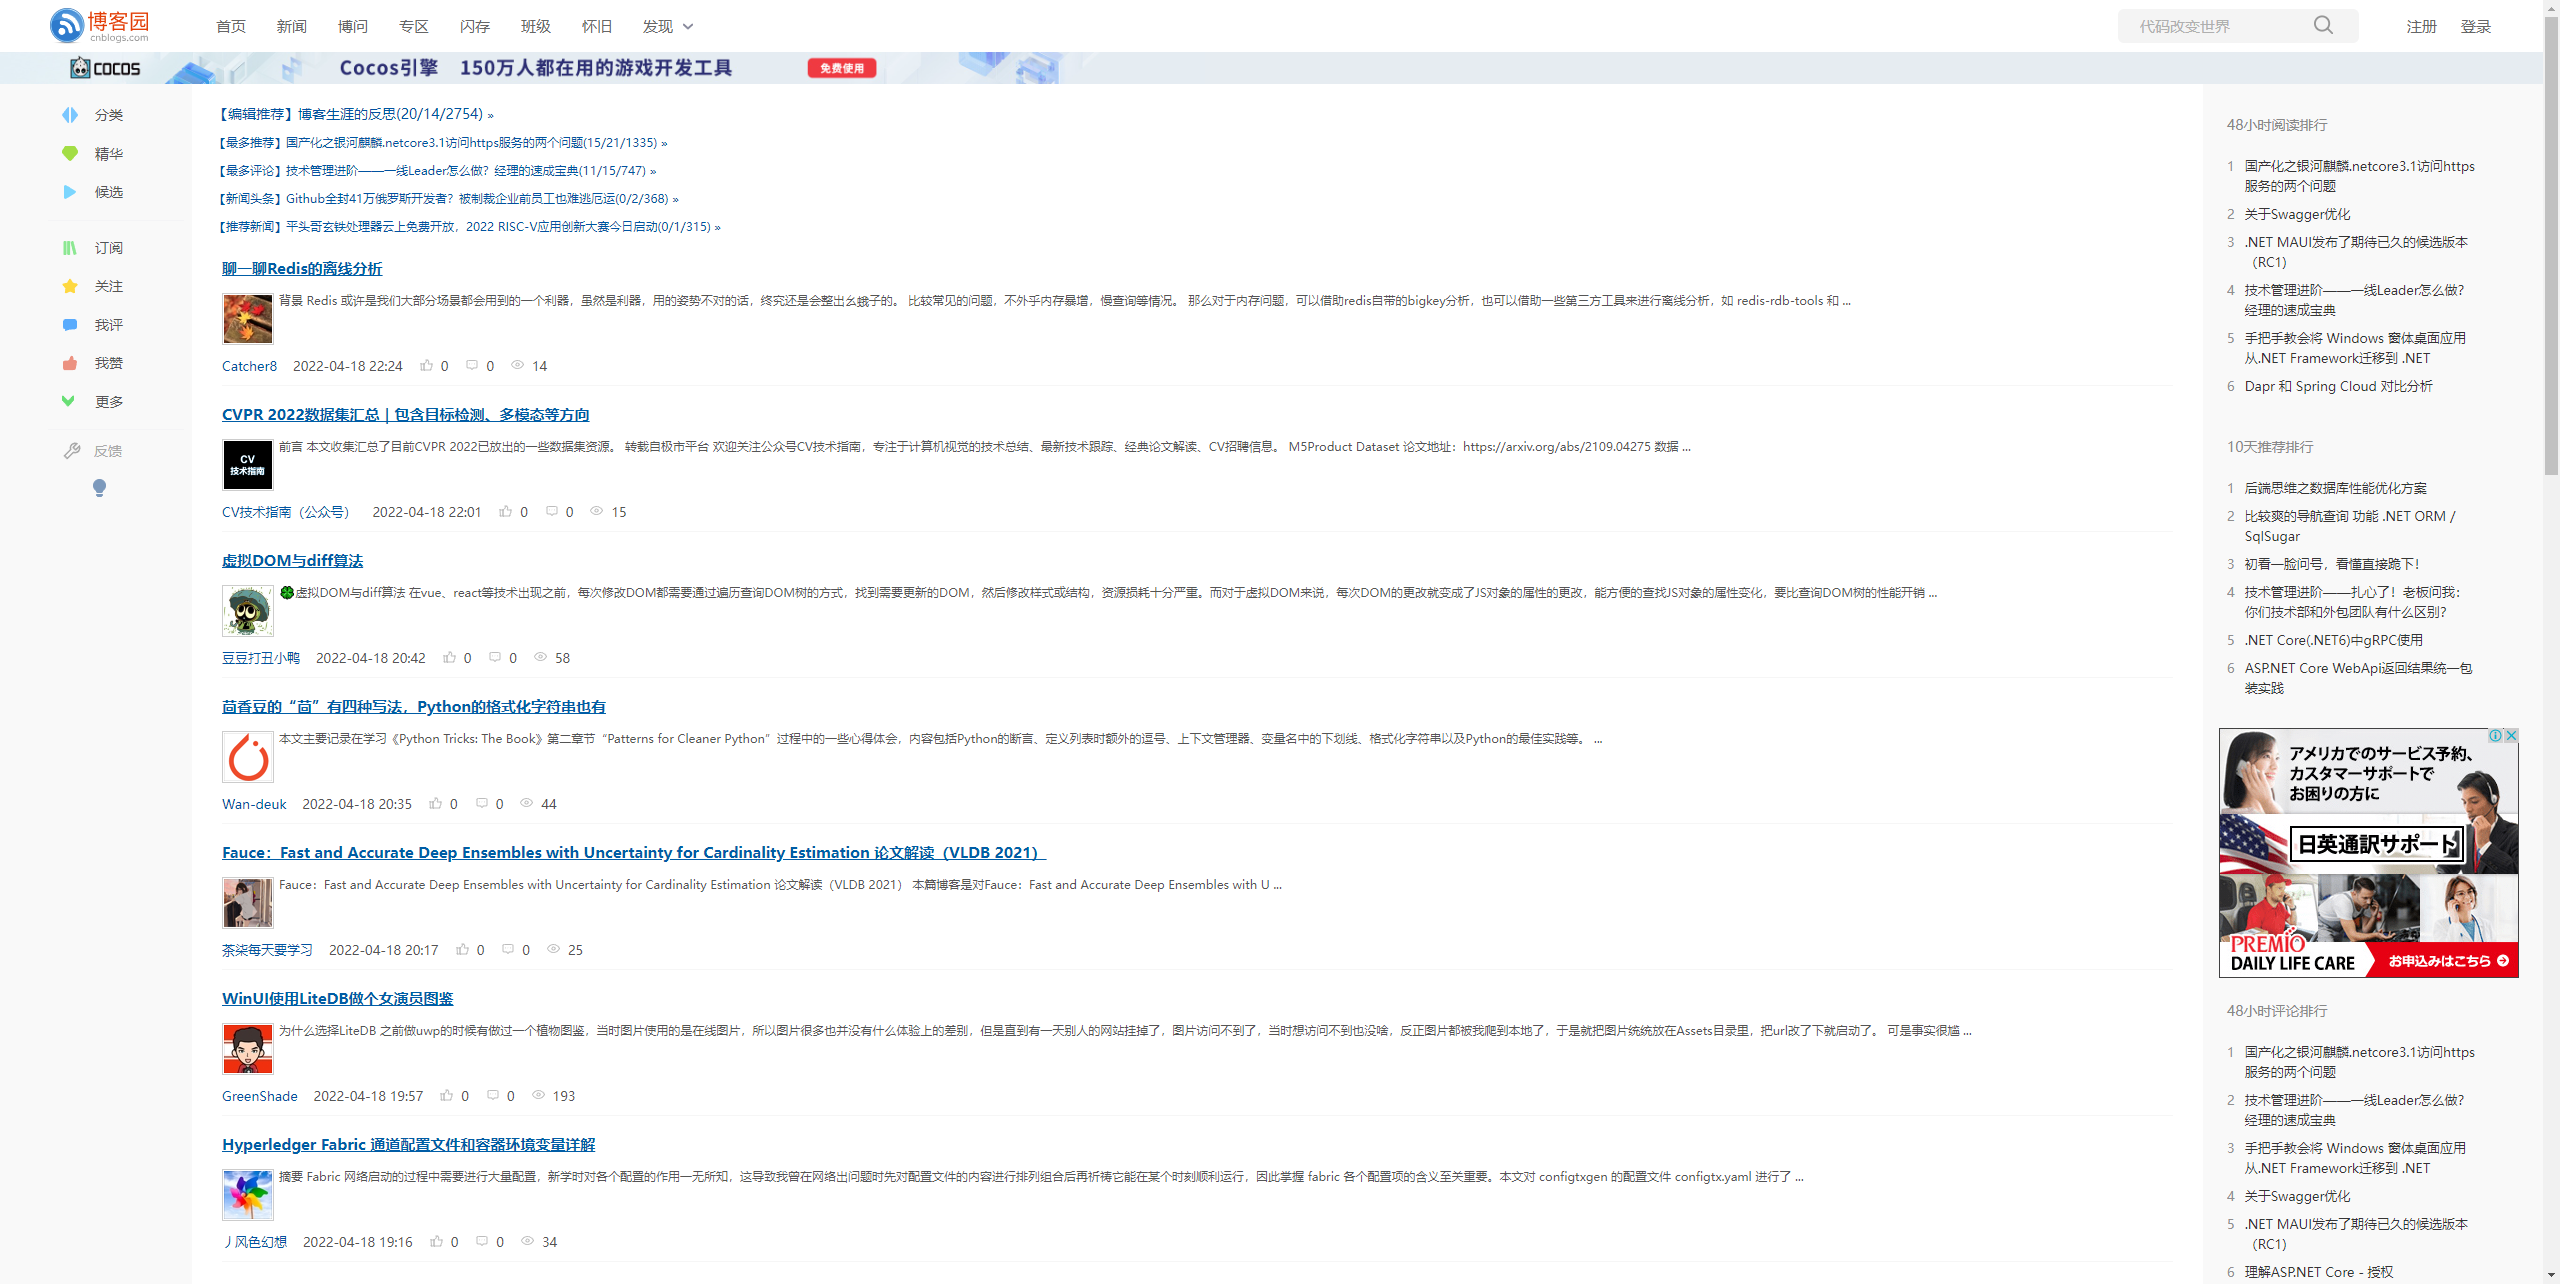 博客园
cnblogs.com
首页 新闻 博问 专区 闪存 班级 怀旧 发现
代码改变世界
注册 登录
COCOS Cocos引擎 150万人都在用的游戏开发工具 免费使用
分类
精华
候选
订阅
关注
我评
我赞
更多
反馈
【编辑推荐】博客生涯的反思(20/14/2754) »
【最多推荐】国产化之银河麒麟.netcore3.1访问https服务的两个问题(15/21/1335) »
【最多评论】技术管理进阶——一线Leader怎么做？经理的速成宝典(11/15/747) »
【新闻头条】Github全封41万俄罗斯开发者？被制裁企业前员工也难逃厄运(0/2/368) »
【推荐新闻】平头哥玄铁处理器云上免费开放，2022 RISC-V应用创新大赛今日启动(0/1/315) »
聊一聊Redis的离线分析
背景 Redis 或许是我们大部分场景都会用到的一个利器，虽然是利器，用的姿势不对的话，终究还是会整出幺蛾子的。 比较常见的问题，不外乎内存暴增，慢查询等情况。 那么对于内存问题，可以借助redis自带的bigkey分析，也可以借助一些第三方工具来进行离线分析，如 redis-rdb-tools 和 ...
Catcher8 2022-04-18 22:24 0 0 14
CVPR 2022数据集汇总｜包含目标检测、多模态等方向
CV
技术指南
前言 本文收集汇总了目前CVPR 2022已放出的一些数据集资源。 转载自极市平台 欢迎关注公众号CV技术指南，专注于计算机视觉的技术总结、最新技术跟踪、经典论文解读、CV招聘信息。 M5Product Dataset 论文地址：https://arxiv.org/abs/2109.04275 数据 ...
CV技术指南（公众号） 2022-04-18 22:01 0 0 15
虚拟DOM与diff算法
🍀虚拟DOM与diff算法 在vue、react等技术出现之前，每次修改DOM都需要通过遍历查询DOM树的方式，找到需要更新的DOM，然后修改样式或结构，资源损耗十分严重。而对于虚拟DOM来说，每次DOM的更改就变成了JS对象的属性的更改，能方便的查找JS对象的属性变化，要比查询DOM树的性能开销 ...
豆豆打丑小鸭 2022-04-18 20:42 0 0 58
茴香豆的“茴”有四种写法，Python的格式化字符串也有
本文主要记录在学习《Python Tricks: The Book》第二章节“Patterns for Cleaner Python”过程中的一些心得体会，内容包括Python的断言、定义列表时额外的逗号、上下文管理器、变量名中的下划线、格式化字符串以及Python的最佳实践等。 ...
Wan-deuk 2022-04-18 20:35 0 0 44
Fauce：Fast and Accurate Deep Ensembles with Uncertainty for Cardinality Estimation 论文解读（VLDB 2021）
Fauce：Fast and Accurate Deep Ensembles with Uncertainty for Cardinality Estimation 论文解读（VLDB 2021） 本篇博客是对Fauce：Fast and Accurate Deep Ensembles with U ...
茶柒每天要学习 2022-04-18 20:17 0 0 25
WinUI使用LiteDB做个女演员图鉴
为什么选择LiteDB 之前做uwp的时候有做过一个植物图鉴，当时图片使用的是在线图片，所以图片很多也并没有什么体验上的差别，但是直到有一天别人的网站挂掉了，图片访问不到了，当时想访问不到也没啥，反正图片都被我爬到本地了，于是就把图片统统放在Assets目录里，把url改了下就启动了。 可是事实很尴 ...
GreenShade 2022-04-18 19:57 0 0 193
Hyperledger Fabric 通道配置文件和容器环境变量详解
摘要 Fabric 网络启动的过程中需要进行大量配置，新学时对各个配置的作用一无所知，这导致我曾在网络出问题时先对配置文件的内容进行排列组合后再祈祷它能在某个时刻顺利运行，因此掌握 fabric 各个配置项的含义至关重要。本文对 configtxgen 的配置文件 configtx.yaml 进行了 ...
丿风色幻想 2022-04-18 19:16 0 0 34
48小时阅读排行
1 国产化之银河麒麟.netcore3.1访问https
服务的两个问题
2 关于Swagger优化
3 .NET MAUI发布了期待已久的候选版本
（RC1）
4 技术管理进阶——一线Leader怎么做？
经理的速成宝典
5 手把手教会将 Windows 窗体桌面应用
从.NET Framework迁移到 .NET
6 Dapr 和 Spring Cloud 对比分析
10天推荐排行
1 后端思维之数据库性能优化方案
2 比较爽的导航查询 功能 .NET ORM /
SqlSugar
3 初看一脸问号，看懂直接跪下！
4 技术管理进阶——扎心了！老板问我：
你们技术部和外包团队有什么区别？
5 .NET Core(.NET6)中gRPC使用
6 ASP.NET Core WebApi返回结果统一包
装实践
アメリカでのサービス予約、
カスタマーサポートで
お困りの方に
日英通訳サポート
PREMIO
DAILY LIFE CARE お申込みはこちら
48小时评论排行
1 国产化之银河麒麟.netcore3.1访问https
服务的两个问题
2 技术管理进阶——一线Leader怎么做？
经理的速成宝典
3 手把手教会将 Windows 窗体桌面应用
从.NET Framework迁移到 .NET
4 关于Swagger优化
5 .NET MAUI发布了期待已久的候选版本
（RC1）
6 理解ASP.NET Core - 授权